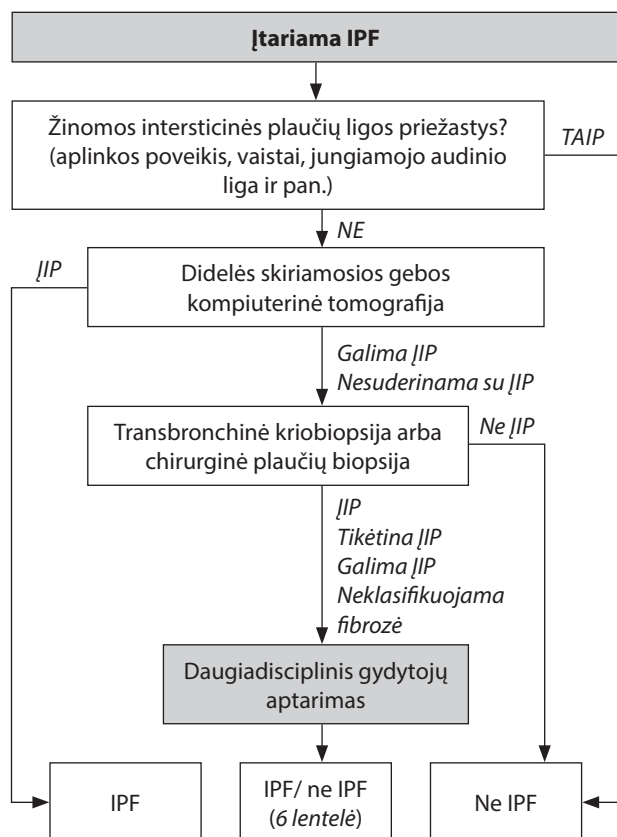 Įtariama IPF
Žinomos intersticinės plaučių ligos priežastys?
(aplinkos poveikis, vaistai, jungiamojo audinio
liga ir pan.)
TAIP
NE
ĮIP
Didelės skiriamosios gebos
kompiuterinė tomografija
Galima ĮIP
Nesuderinama su ĮIP
Transbronchinė kriobiopsija arba
chirurginė plaučių biopsija
Ne ĮIP
ĮIP
Tikėtina ĮIP
Galima ĮIP
Neklasifikuojama
fibrozė
Daugiadisciplinis gydytojų
aptarimas
IPF
IPF/ ne IPF
(6 lentelė)
Ne IPF